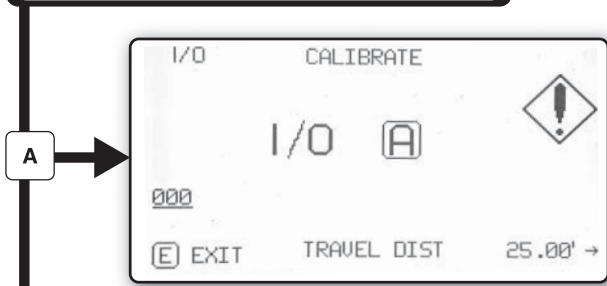 I/O CALIBRATE
I/O A
A
000
E EXIT TRAVEL DIST 25.00' →